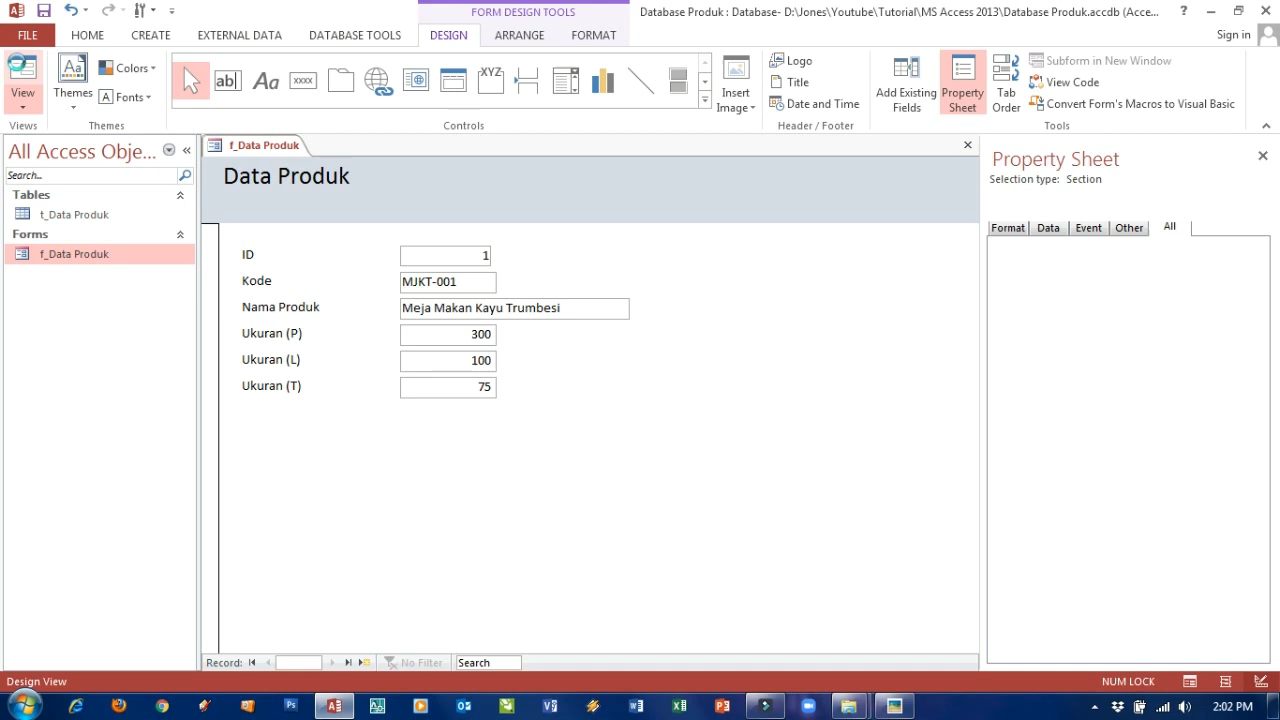 FORM DESIGN TOOLS
Database Produk : Database- D:\Jones\Youtube\Tutorial\MS Access 2013\Database Produk.accdb (Acce...
FILE
HOME
CREATE
EXTERNAL DATA
DATABASE TOOLS
DESIGN
ARRANGE
FORMAT
Sign in
View
Themes
Colors
Fonts
ab|
Aa
xxxx
XYZ
Insert
Image
Logo
Title
Date and Time
Add Existing
Fields
Property
Sheet
Tab
Order
Subform in New Window
View Code
Convert Form's Macros to Visual Basic
Views
Themes
Controls
Header / Footer
Tools
All Access Obje...
Search...
Tables
t_Data Produk
Forms
f_Data Produk
f_Data Produk
Data Produk
ID 1
Kode MJKT-001
Nama Produk Meja Makan Kayu Trumbesi
Ukuran (P) 300
Ukuran (L) 100
Ukuran (T) 75
Record:
No Filter
Search
Property Sheet
Selection type: Section
Format
Data
Event
Other
All
Design View
NUM LOCK
2:02 PM